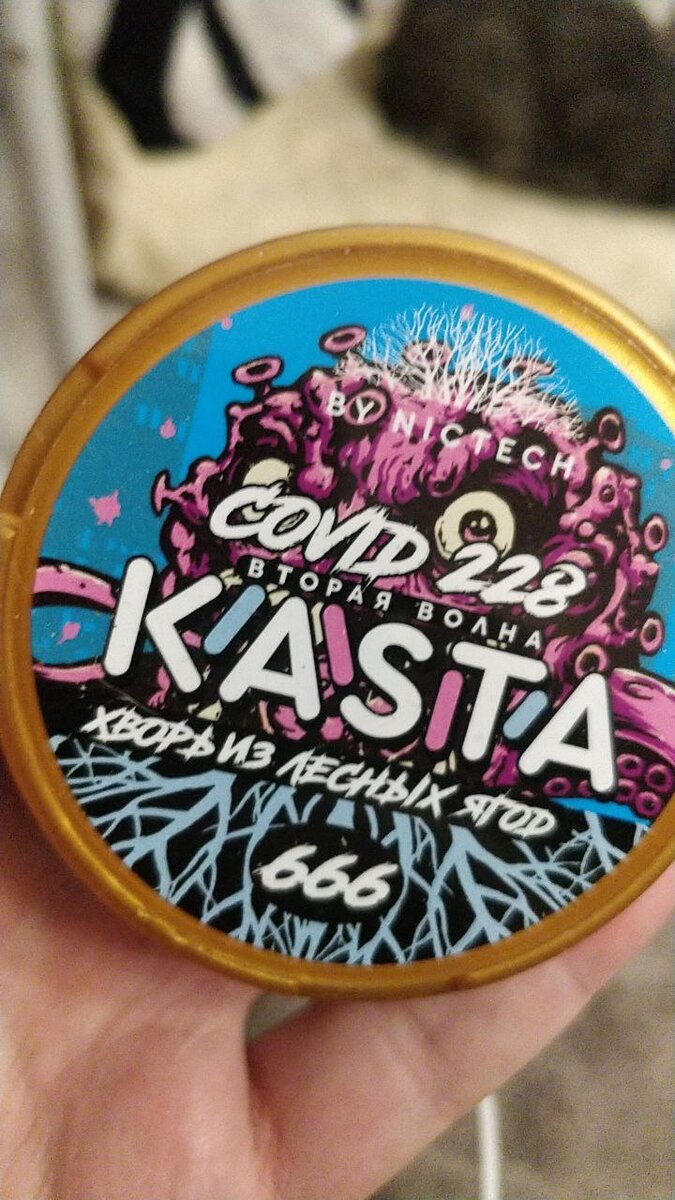 BY NICTECH
COVID 228
ВТОРАЯ ВОЛНА
KASTA
ХВОРЬ ИЗ ЛЕСНЫХ ЯГОД
666